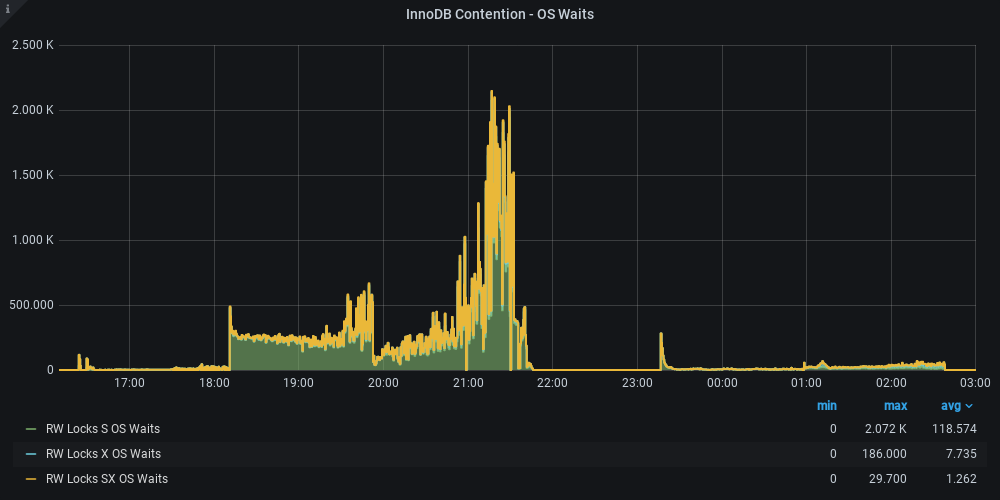 i
InnoDB Contention - OS Waits
2.500 K
2.000 K
1.500 K
1.000 K
500.000
0
17:00 18:00 19:00 20:00 21:00 22:00 23:00 00:00 01:00 02:00 03:00
min max avg
RW Locks S OS Waits 0 2.072 K 118.574
RW Locks X OS Waits 0 186.000 7.735
RW Locks SX OS Waits 0 29.700 1.262